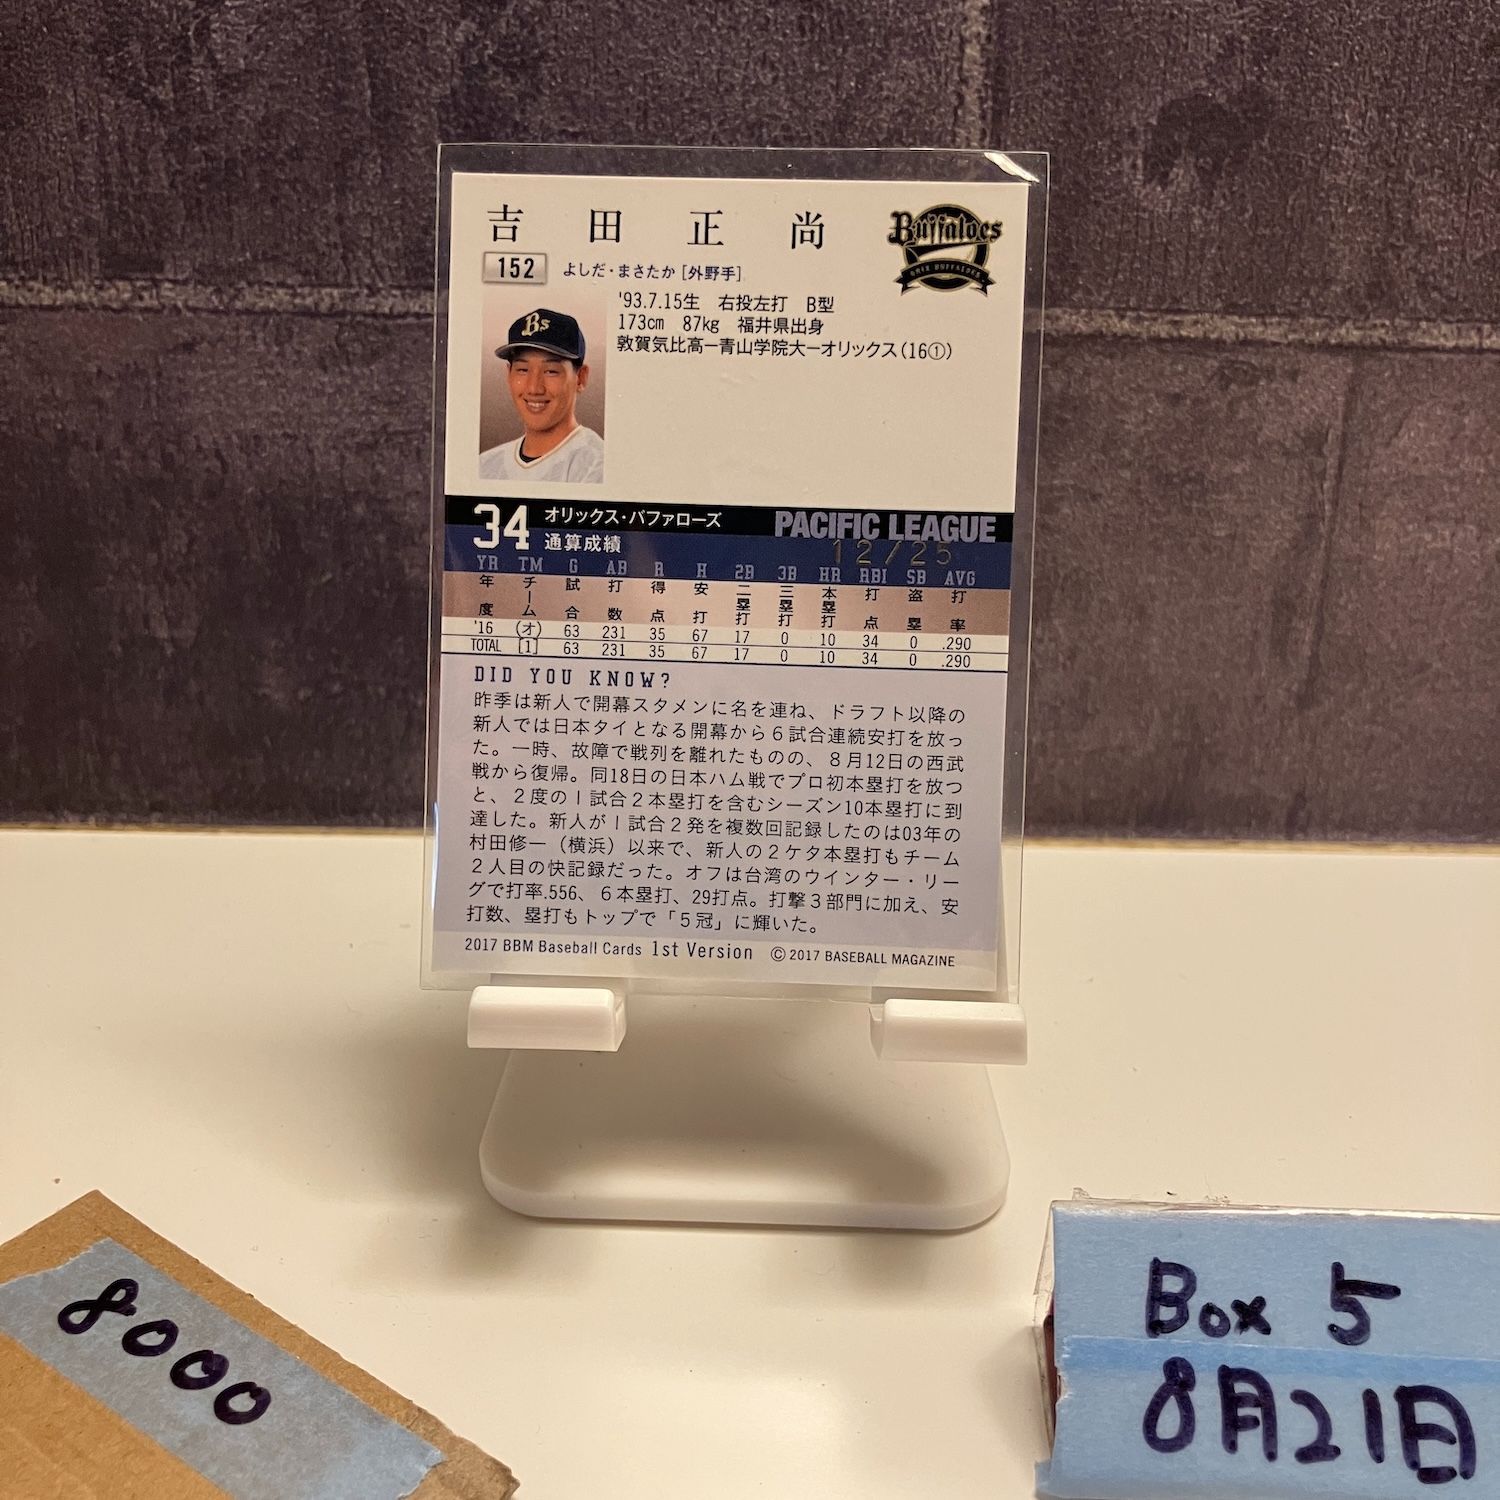 吉田正尚
Buffaloes
ORIX BUFFALOES
152 よしだ・まさたか [外野手]
Bs
'93.7.15生 右投左打 B型
173cm 87kg 福井県出身
敦賀気比高ー青山学院大ーオリックス(16①)
34 オリックス・バファローズ PACIFIC LEAGUE
通算成績 12/25
YR TM G AB R H 2B 3B HR RBI SB AVG
年度 チーム 試合 打数 得点 安打 二塁打 三塁打 本塁打 打点 盗塁 打率
'16 (オ) 63 231 35 67 17 0 10 34 0 .290
TOTAL [1] 63 231 35 67 17 0 10 34 0 .290
DID YOU KNOW?
昨季は新人で開幕スタメンに名を連ね、ドラフト以降の
新人では日本タイとなる開幕から6試合連続安打を放っ
た。一時、故障で戦列を離れたものの、8月12日の西武
戦から復帰。同18日の日本ハム戦でプロ初本塁打を放つ
と、2度の1試合2本塁打を含むシーズン10本塁打に到
達した。新人が1試合2発を複数回記録したのは03年の
村田修一(横浜)以来で、新人の2ケタ本塁打もチーム
2人目の快記録だった。オフは台湾のウインター・リー
グで打率.556、6本塁打、29打点。打撃3部門に加え、安
打数、塁打もトップで「5冠」に輝いた。
2017 BBM Baseball Cards 1st Version © 2017 BASEBALL MAGAZINE
8000
Box 5
8月21日